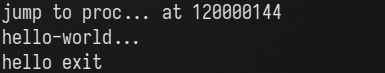 jump to proc... at 120000144
hello-world...
hello exit